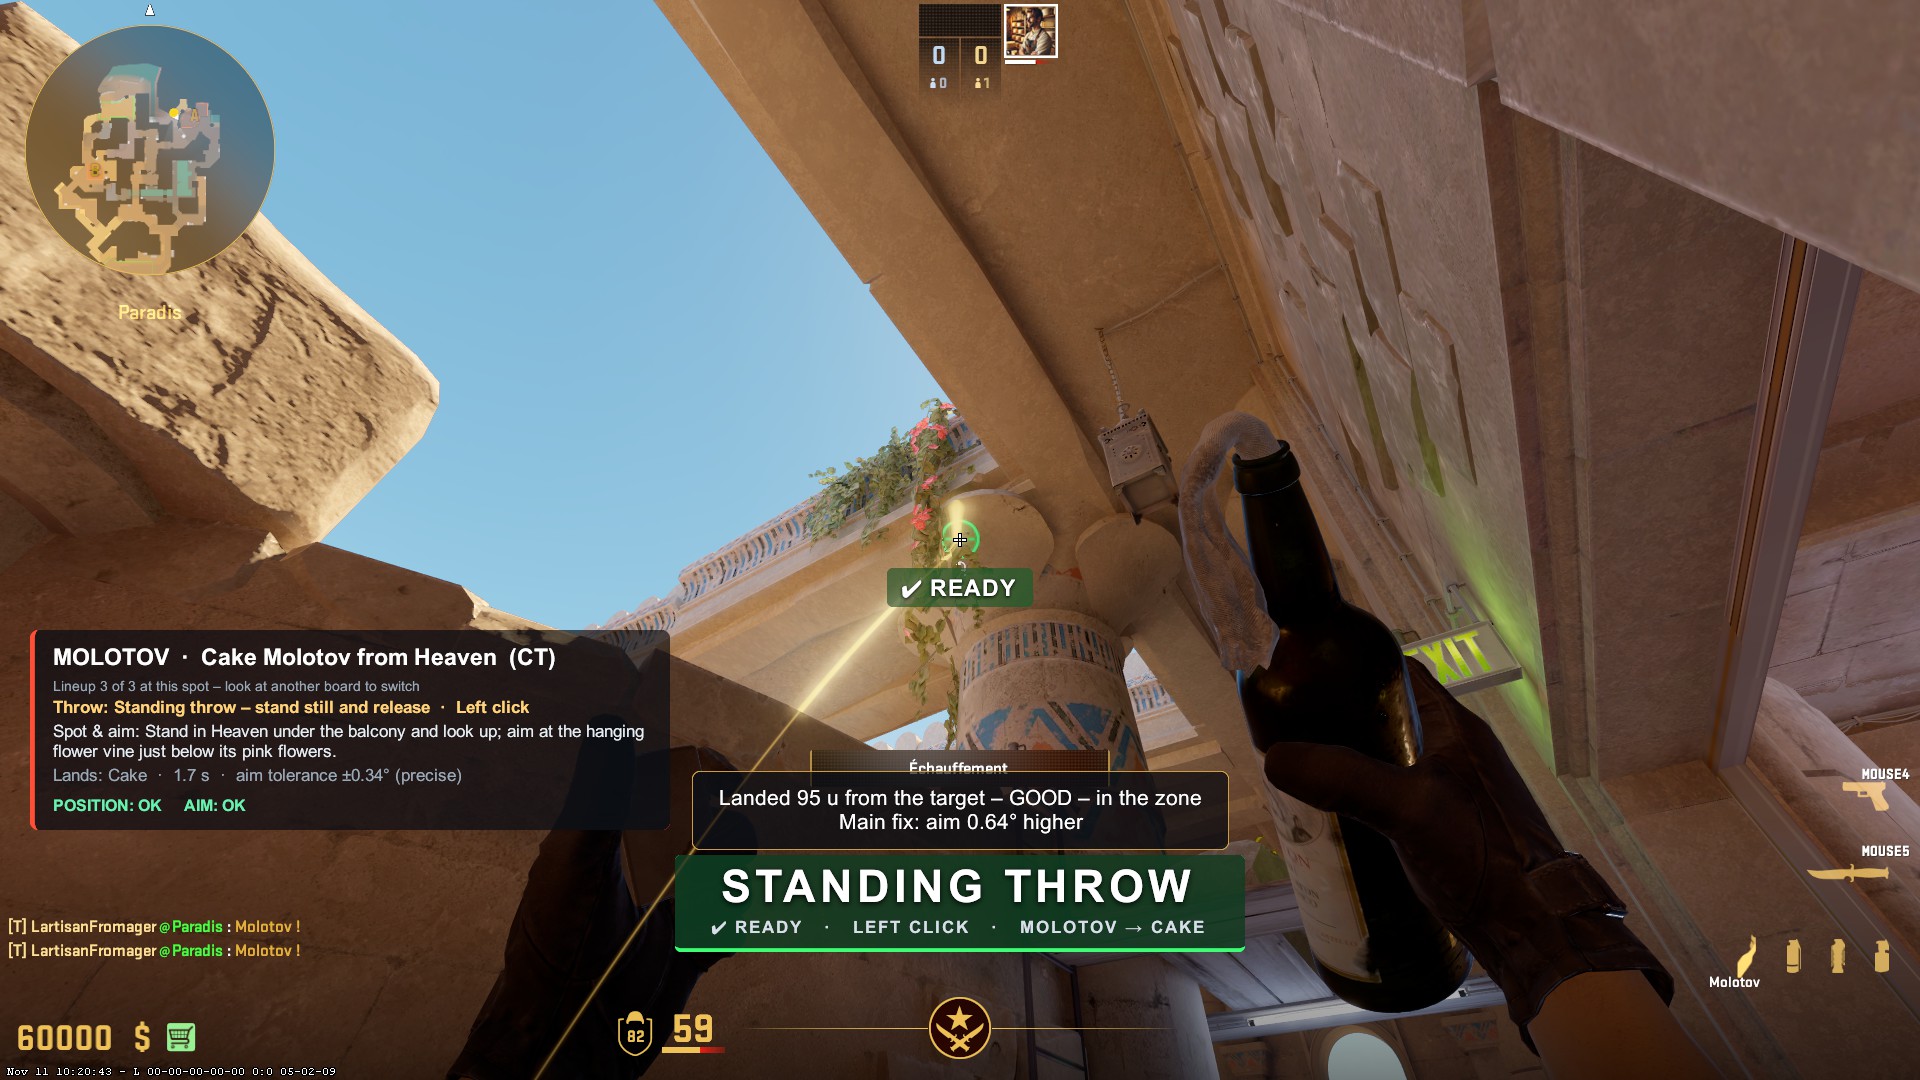 0 0
0 1
A
B
Paradis
✔ READY
EXIT
MOLOTOV · Cake Molotov from Heaven (CT)
Lineup 3 of 3 at this spot – look at another board to switch
Throw: Standing throw – stand still and release · Left click
Spot & aim: Stand in Heaven under the balcony and look up; aim at the hanging
flower vine just below its pink flowers.
Lands: Cake · 1.7 s · aim tolerance ±0.34° (precise)
POSITION: OK AIM: OK
Échauffement
Landed 95 u from the target – GOOD – in the zone
Main fix: aim 0.64° higher
STANDING THROW
✔ READY · LEFT CLICK · MOLOTOV → CAKE
MOUSE4
MOUSE5
Molotov
[T] LartisanFromager@Paradis : Molotov !
[T] LartisanFromager@Paradis : Molotov !
60000 $
82 59
Nov 11 10:20:43 - L 00-00-00-00-00 0:0 05-02-09